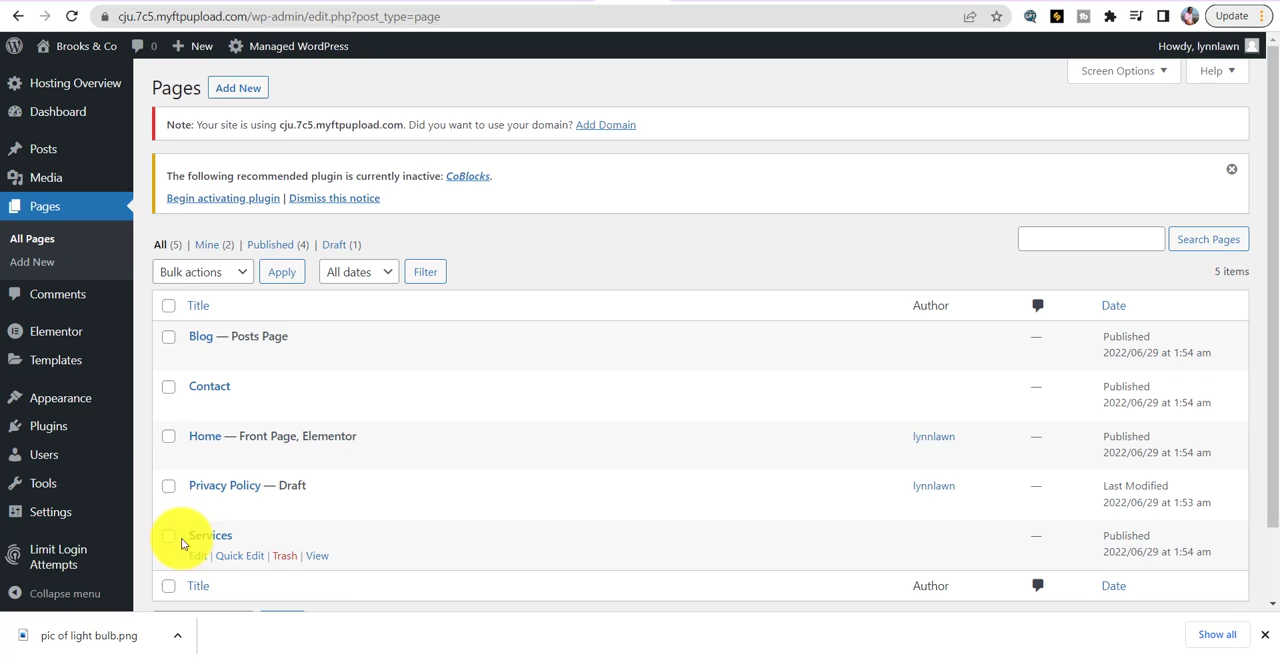 cju.7c5.myftpupload.com/wp-admin/edit.php?post_type=page
Update
Brooks & Co 0 New Managed WordPress Howdy, lynnlawn
Hosting Overview
Dashboard
Posts
Media
Pages
All Pages
Add New
Comments
Elementor
Templates
Appearance
Plugins
Users
Tools
Settings
Limit Login
Attempts
Collapse menu
Screen Options Help
Pages Add New
Note: Your site is using cju.7c5.myftpupload.com. Did you want to use your domain? Add Domain
The following recommended plugin is currently inactive: CoBlocks.
Begin activating plugin | Dismiss this notice
All (5) | Mine (2) | Published (4) | Draft (1)
Search Pages
Bulk actions Apply All dates Filter
5 items
Title Author Date
Blog — Posts Page — Published
2022/06/29 at 1:54 am
Contact — Published
2022/06/29 at 1:54 am
Home — Front Page, Elementor lynnlawn — Published
2022/06/29 at 1:54 am
Privacy Policy — Draft lynnlawn — Last Modified
2022/06/29 at 1:53 am
Services — Published
Edit | Quick Edit | Trash | View 2022/06/29 at 1:54 am
Title Author Date
pic of light bulb.png Show all